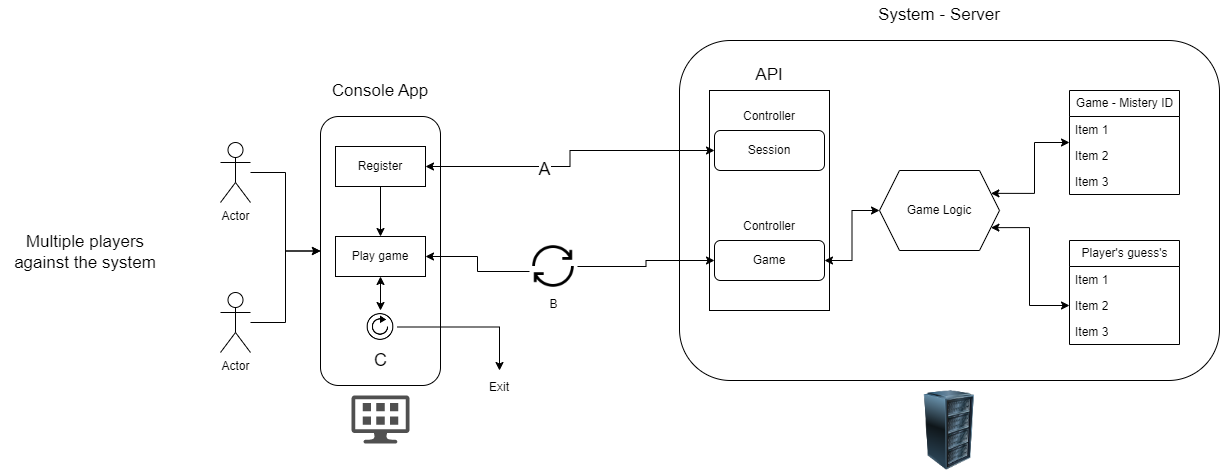 System - Server
API
Console App
Game - Mistery ID
Controller
Item 1
Session
Item 2
Register
A
Item 3
Actor
Game Logic
Controller
Multiple players
against the system
Play game
Game
Player's guess's
Item 1
B
Item 2
Item 3
C
Actor
Exit